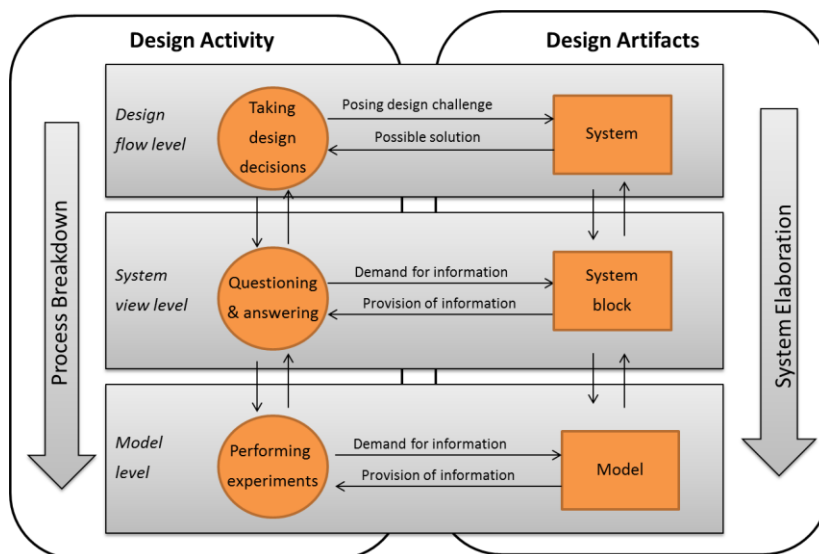 Design Activity
Design Artifacts
Design
flow level
Taking
design
decisions
Posing design challenge
Possible solution
System
System
view level
Questioning
& answering
Demand for information
Provision of information
System
block
Model
level
Performing
experiments
Demand for information
Provision of information
Model
Process Breakdown
System Elaboration